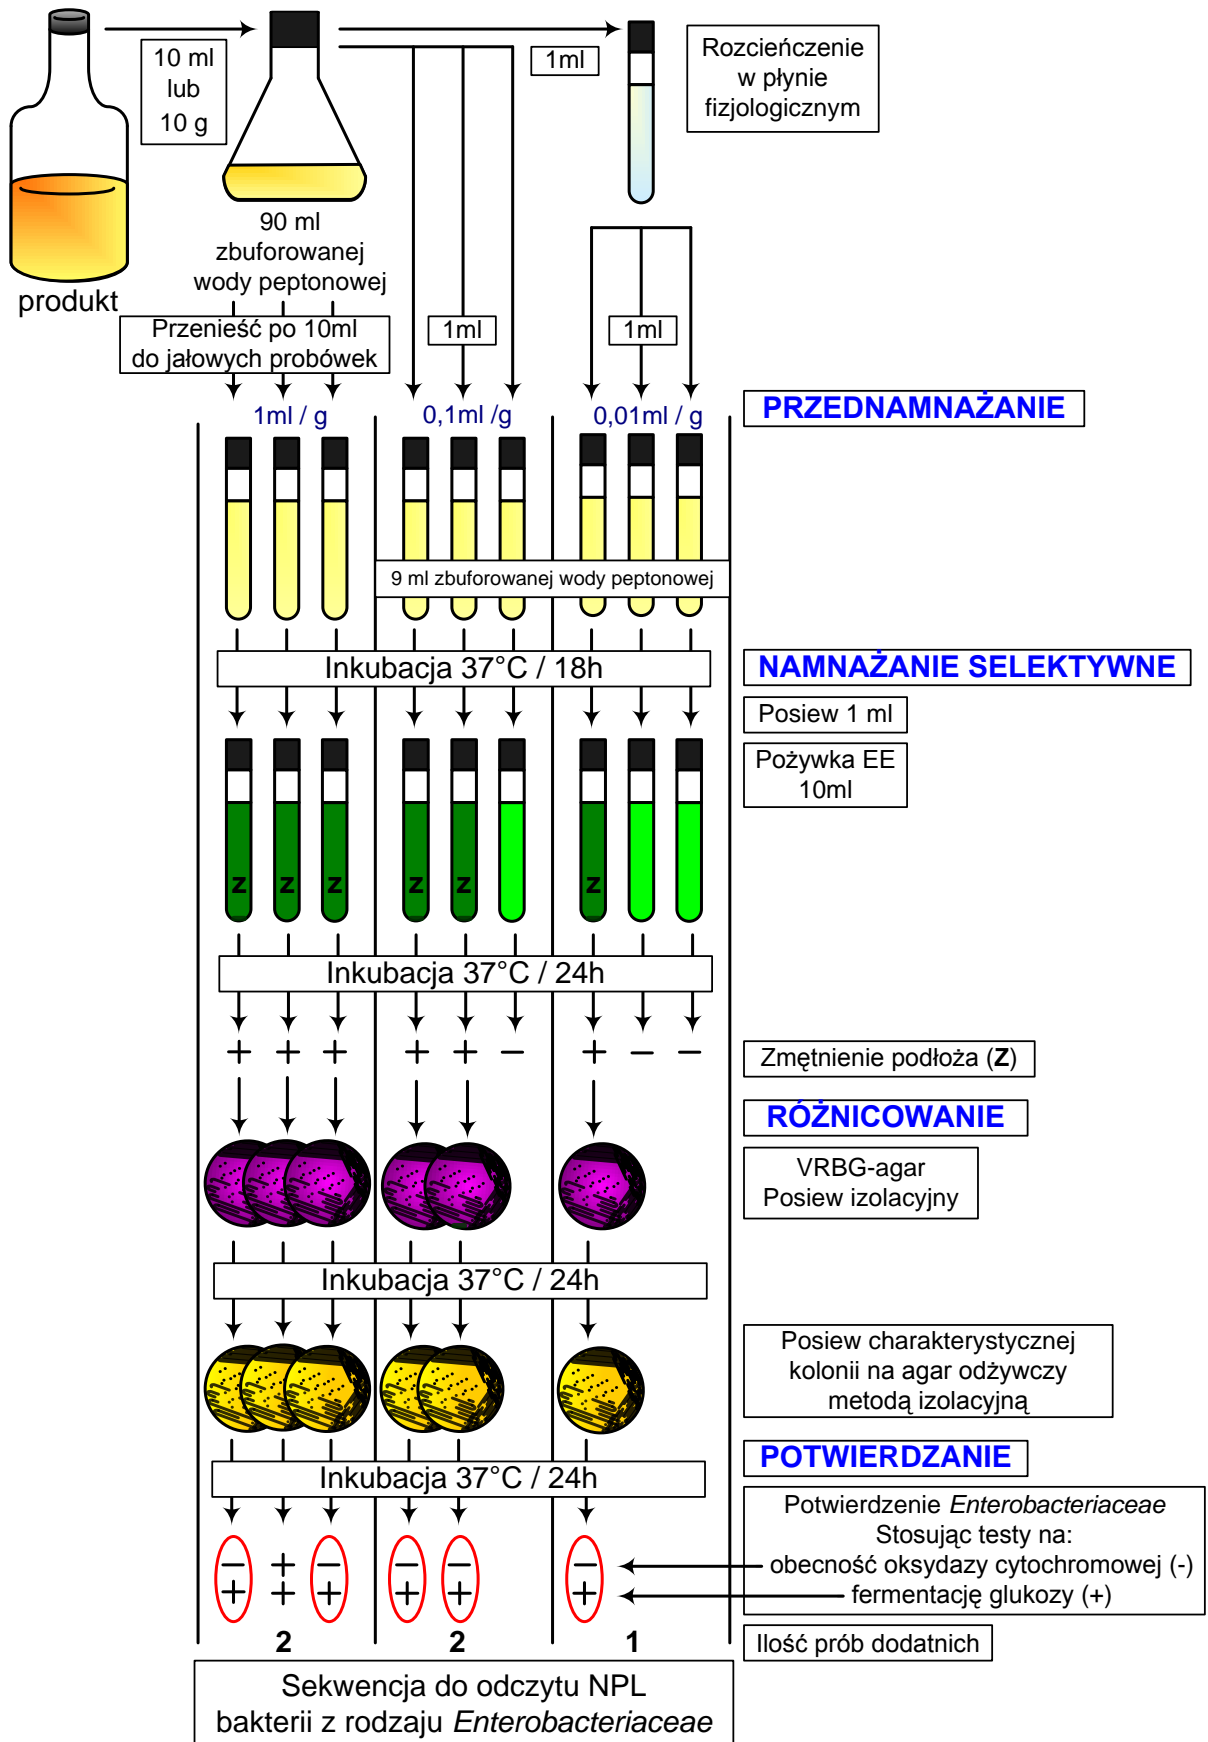 10 ml
lub
10 g
1ml
Rozcieńczenie
w płynie
fizjologicznym
produkt
90 ml
zbuforowanej
wody peptonowej
Przenieść po 10ml
do jałowych probówek
1ml
1ml
1ml / g
0,1ml /g
0,01ml / g
PRZEDNAMNAŻANIE
9 ml zbuforowanej wody peptonowej
Inkubacja 37°C / 18h
NAMNAŻANIE SELEKTYWNE
Posiew 1 ml
Pożywka EE
10ml
z z z z z z
Inkubacja 37°C / 24h
+ + + + + − + − −
Zmętnienie podłoża (Z)
RÓŻNICOWANIE
VRBG-agar
Posiew izolacyjny
Inkubacja 37°C / 24h
Posiew charakterystycznej
kolonii na agar odżywczy
metodą izolacyjną
POTWIERDZANIE
Inkubacja 37°C / 24h
Potwierdzenie Enterobacteriaceae
Stosując testy na:
obecność oksydazy cytochromowej (-)
fermentację glukozy (+)
− + − − − −
+ + + + + +
2 2 1
Ilość prób dodatnich
Sekwencja do odczytu NPL
bakterii z rodzaju Enterobacteriaceae